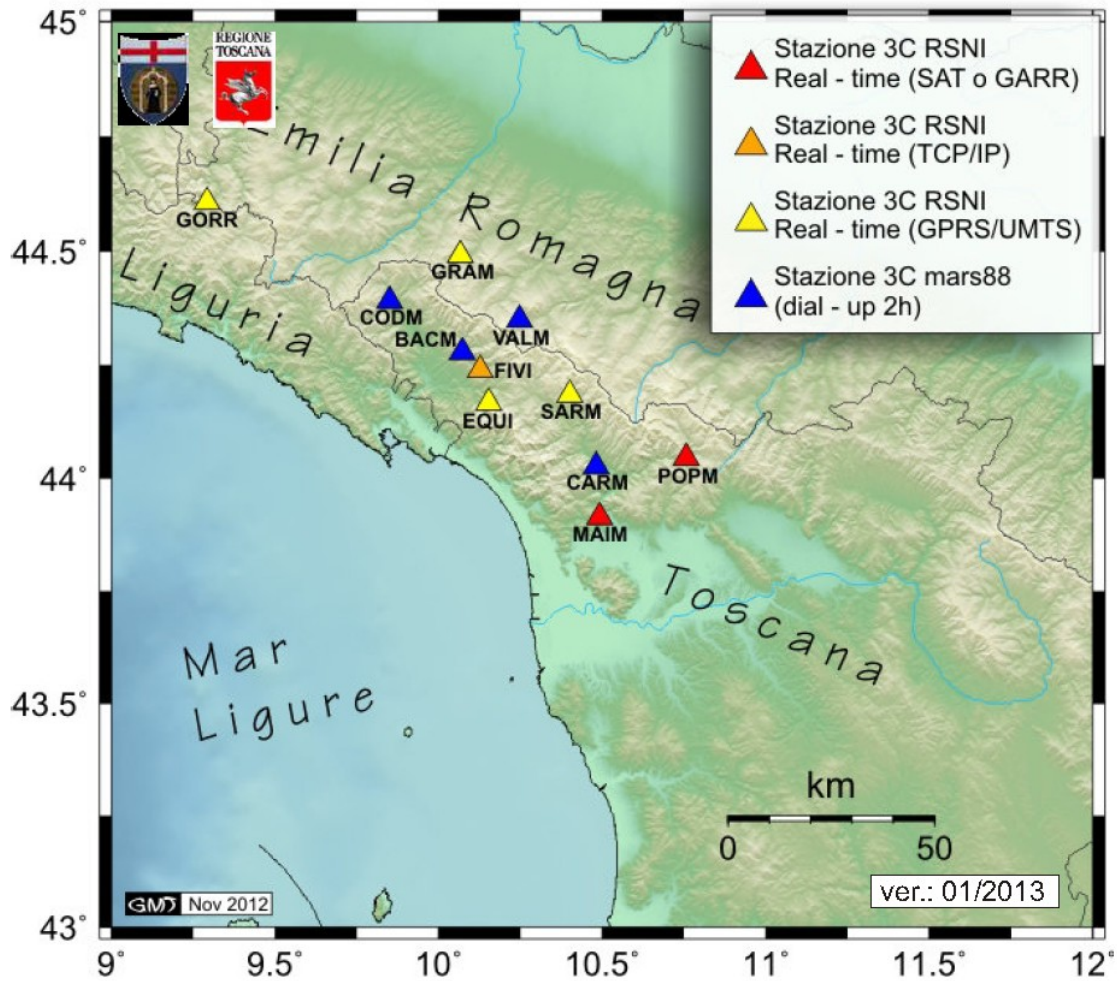 45°
44.5°
44°
43.5°
43°
9°
9.5°
10°
10.5°
11°
11.5°
12°
REGIONE
TOSCANA
Stazione 3C RSNI
Real - time (SAT o GARR)
Stazione 3C RSNI
Real - time (TCP/IP)
Stazione 3C RSNI
Real - time (GPRS/UMTS)
Stazione 3C mars88
(dial - up 2h)
Emilia Romagna
Liguria
GORR
GRAM
CODM
VALM
BACM
FIVI
EQUI
SARM
CARM
POPM
MAIM
Toscana
Mar
Ligure
km
0 50
GMT Nov 2012
ver.: 01/2013